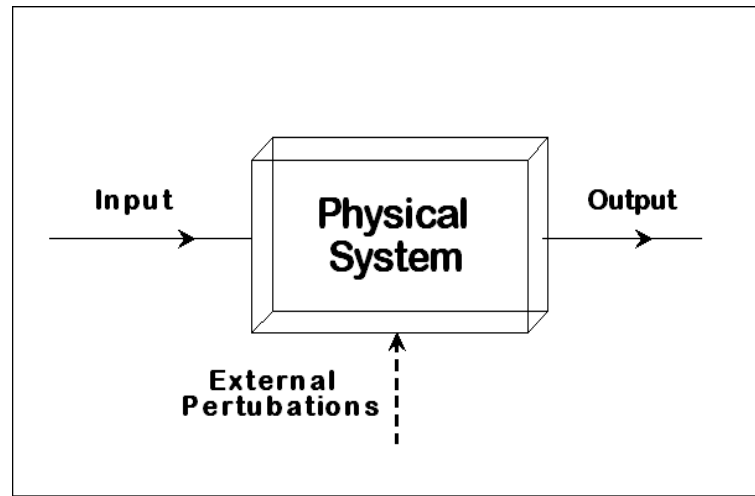 Input
Physical
System
Output
External
Pertubations